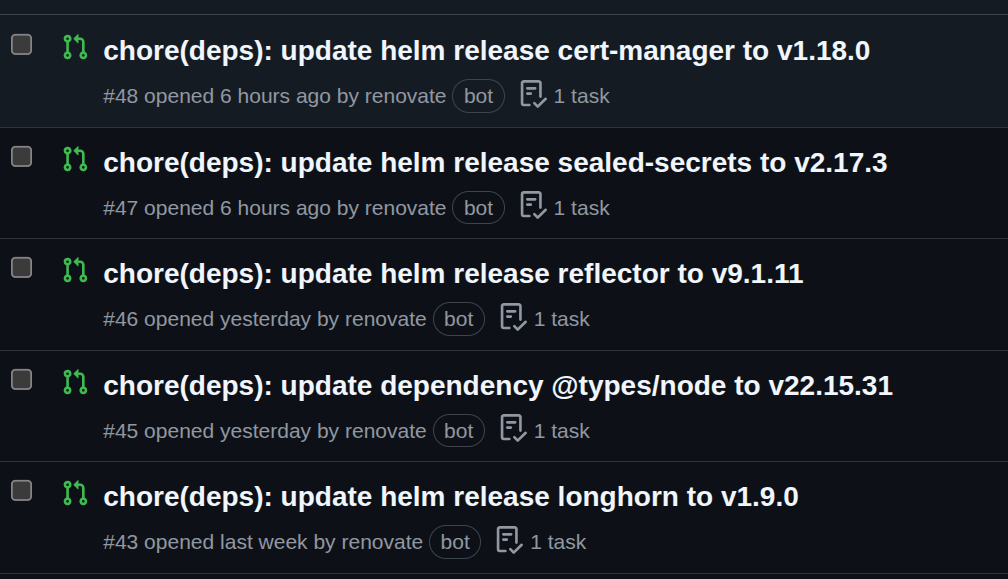 chore(deps): update helm release cert-manager to v1.18.0
#48 opened 6 hours ago by renovate bot 1 task
chore(deps): update helm release sealed-secrets to v2.17.3
#47 opened 6 hours ago by renovate bot 1 task
chore(deps): update helm release reflector to v9.1.11
#46 opened yesterday by renovate bot 1 task
chore(deps): update dependency @types/node to v22.15.31
#45 opened yesterday by renovate bot 1 task
chore(deps): update helm release longhorn to v1.9.0
#43 opened last week by renovate bot 1 task